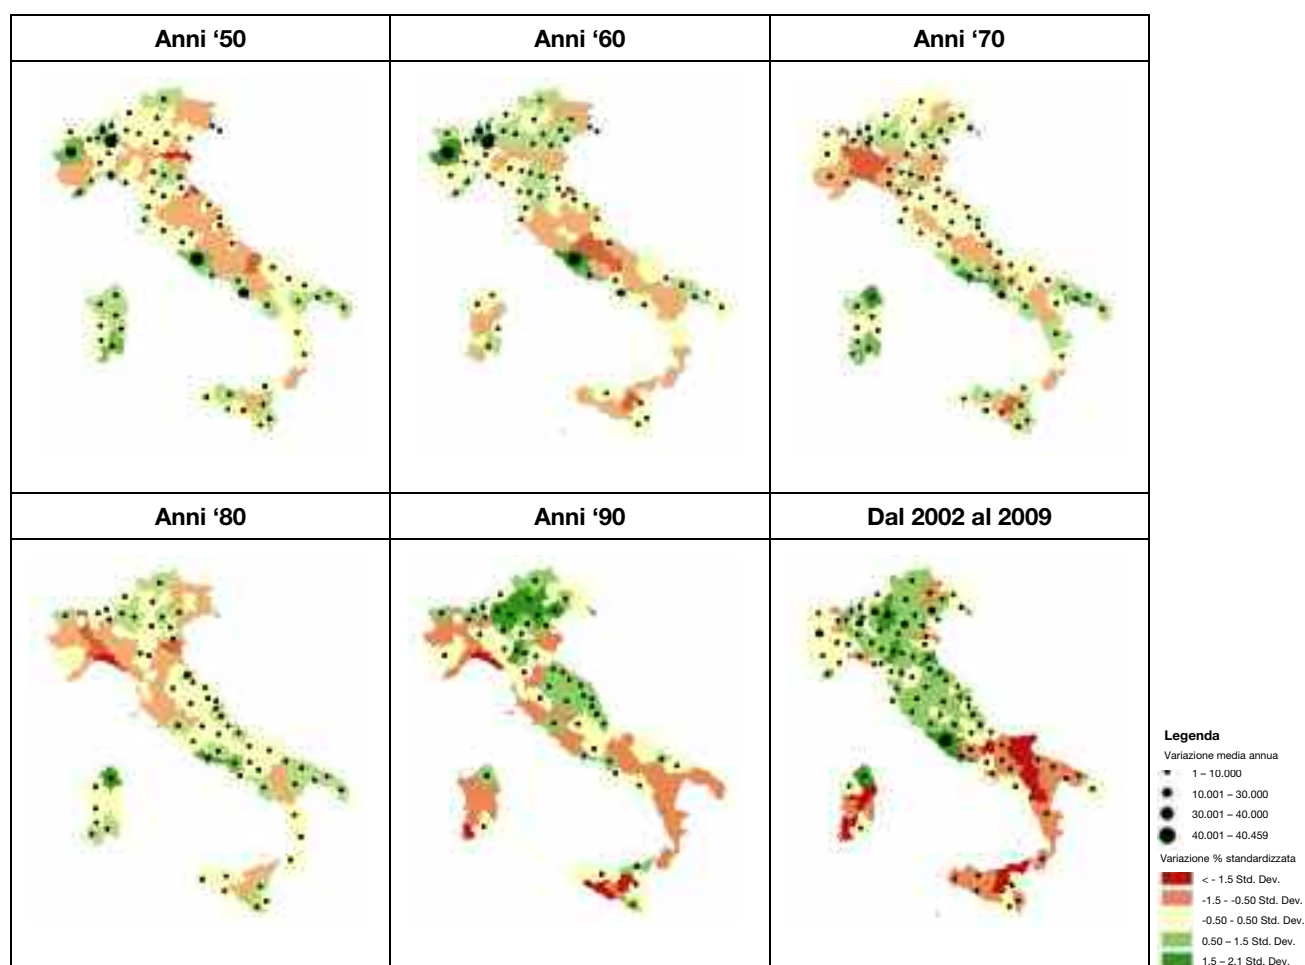 Anni ‘50
Anni ‘60
Anni ‘70
Anni ‘80
Anni ‘90
Dal 2002 al 2009
Legenda
Variazione media annua
1 – 10.000
10.001 – 30.000
30.001 – 40.000
40.001 – 40.459
Variazione % standardizzata
< - 1.5 Std. Dev.
-1.5 - -0.50 Std. Dev.
-0.50 - 0.50 Std. Dev.
0.50 – 1.5 Std. Dev.
1.5 – 2.1 Std. Dev.